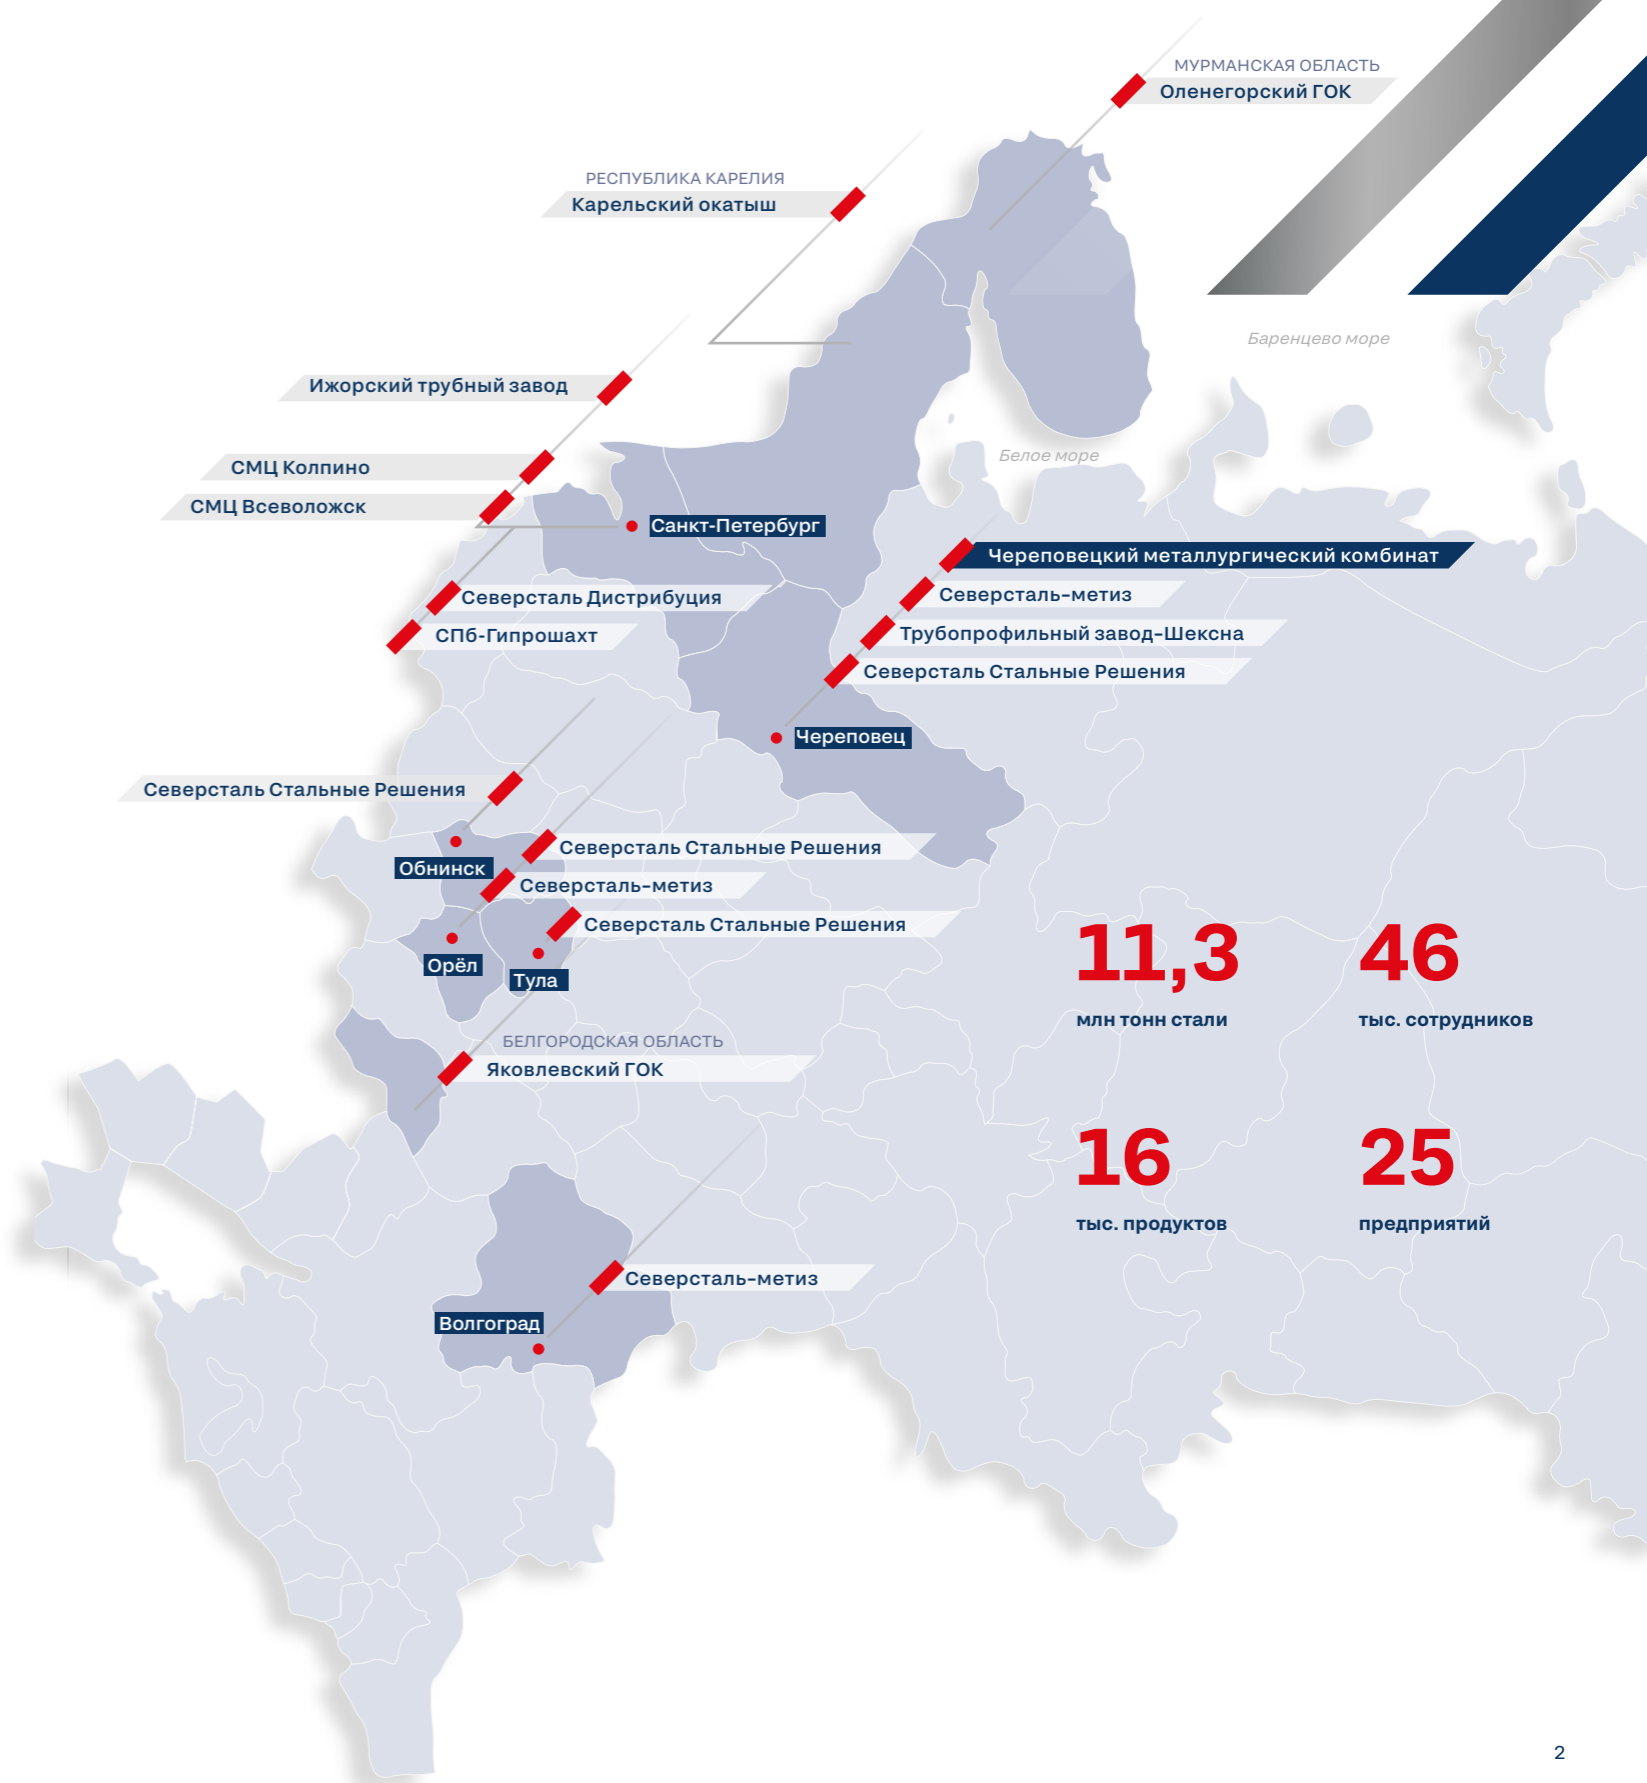 МУРМАНСКАЯ ОБЛАСТЬ
Оленегорский ГОК
РЕСПУБЛИКА КАРЕЛИЯ
Карельский окатыш
Баренцево море
Ижорский трубный завод
Белое море
СМЦ Колпино
СМЦ Всеволожск
Санкт-Петербург
Череповецкий металлургический комбинат
Северсталь-метиз
Северсталь Дистрибуция
СПб-Гипрошахт
Трубопрофильный завод-Шексна
Северсталь Стальные Решения
Череповец
Северсталь Стальные Решения
Обнинск
Северсталь Стальные Решения
Северсталь-метиз
Северсталь Стальные Решения
Орёл
Тула
11,3
млн тонн стали
46
тыс. сотрудников
БЕЛГОРОДСКАЯ ОБЛАСТЬ
Яковлевский ГОК
16
тыс. продуктов
25
предприятий
Северсталь-метиз
Волгоград
2